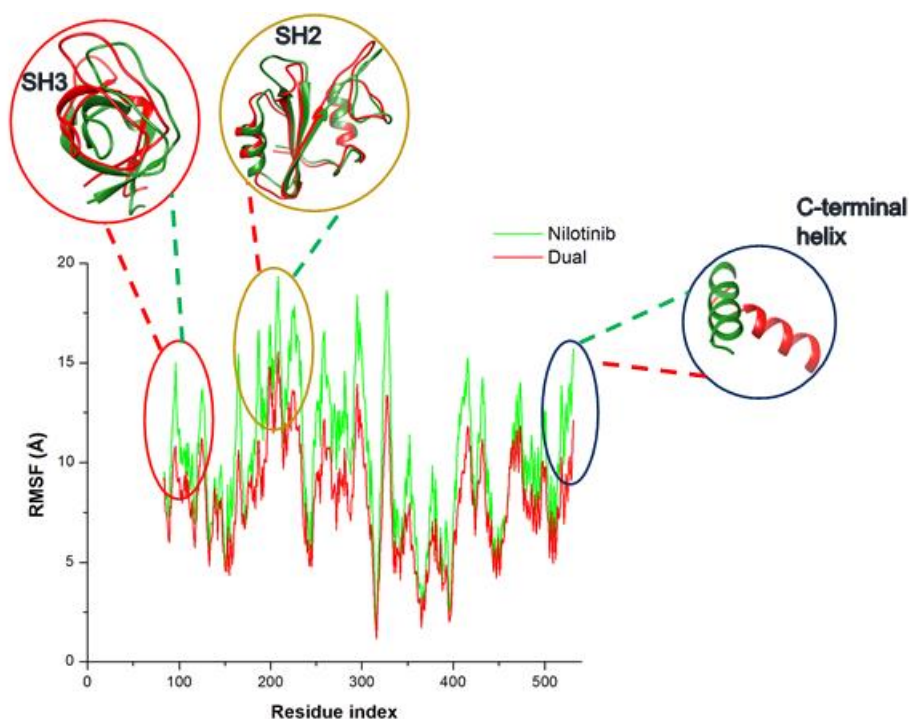 SH3
SH2
C-terminal
helix
Nilotinib
Dual
20
15
10
5
0
RMSF (Å)
0 100 200 300 400 500
Residue index